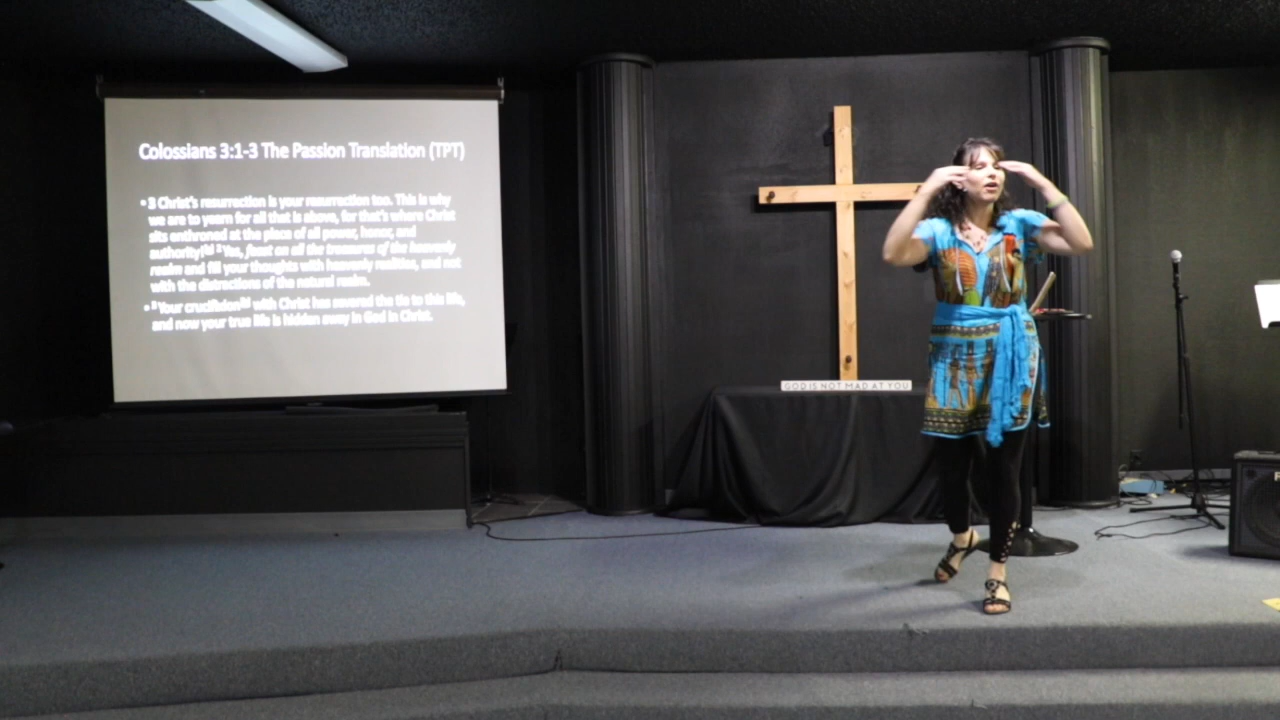 Colossians 3:1-3 The Passion Translation (TPT)
• 3 Christ's resurrection is your resurrection too. This is why
we are to yearn for all that is above, for that's where Christ
sits enthroned at the place of all power, honor, and
authority![b] 2 Yes, feast on all the treasures of the heavenly
realm and fill your thoughts with heavenly realities, and not
with the distractions of the natural realm.
• 3 Your crucifixion with Christ has severed the tie to this life,
and now your true life is hidden away in God in Christ.
GOD IS NOT MAD AT YOU